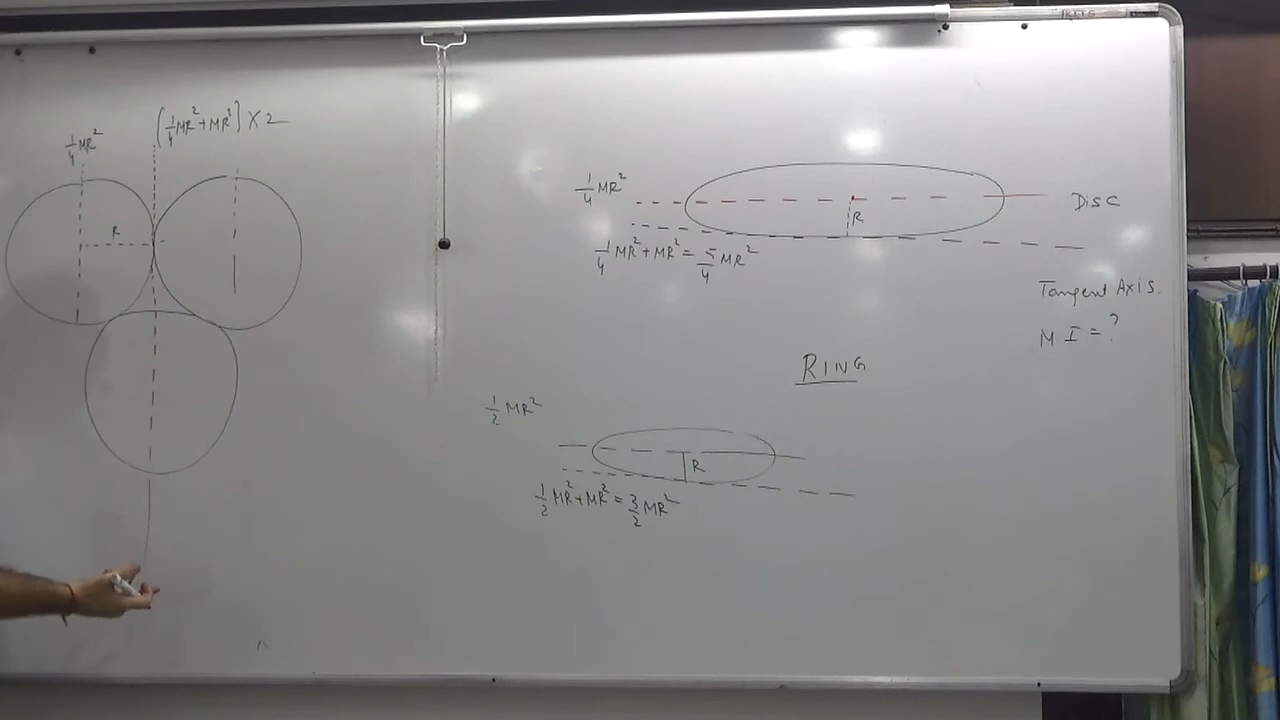 1/4 MR²
[1/4 MR² + MR²] × 2
R
1/4 MR²
R
Disc
1/4 MR² + MR² = 5/4 MR²
Tangent Axis.
M I = ?
RING
1/2 MR²
R
1/2 MR² + MR² = 3/2 MR²